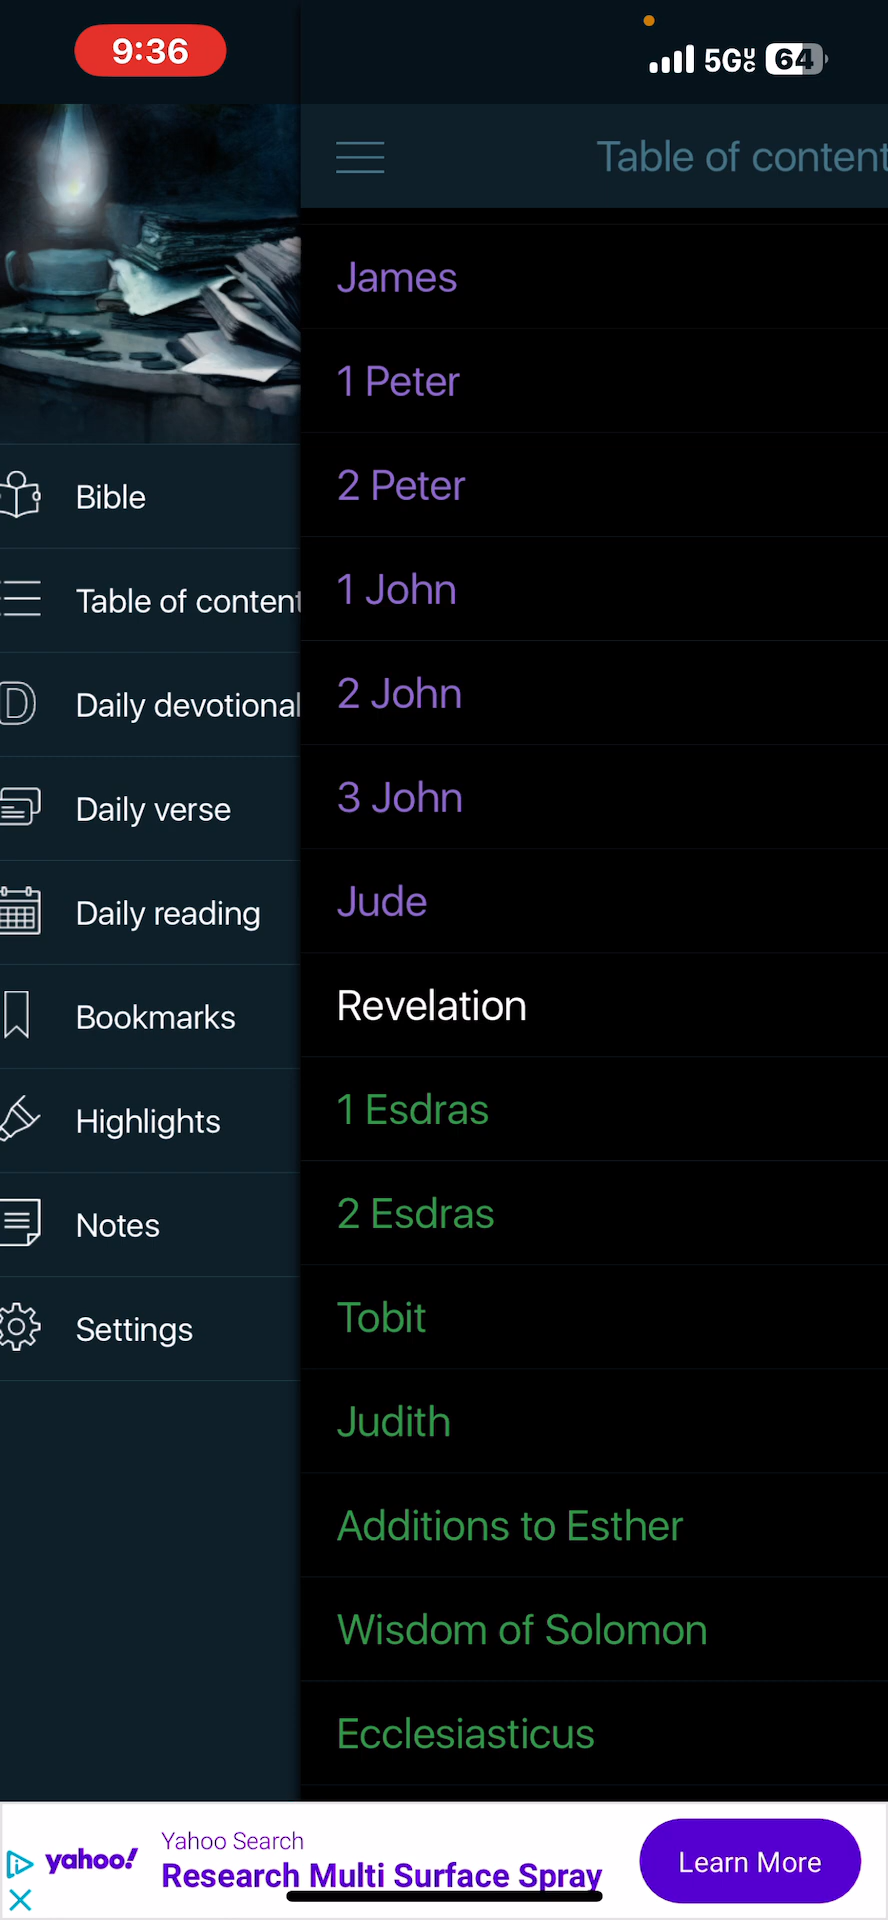 9:36
5G UC 64
Table of content
James
1 Peter
2 Peter
1 John
2 John
3 John
Jude
Revelation
1 Esdras
2 Esdras
Tobit
Judith
Additions to Esther
Wisdom of Solomon
Ecclesiasticus
Bible
Table of content
D
Daily devotional
Daily verse
Daily reading
Bookmarks
Highlights
Notes
Settings
yahoo!
Yahoo Search
Research Multi Surface Spray
Learn More